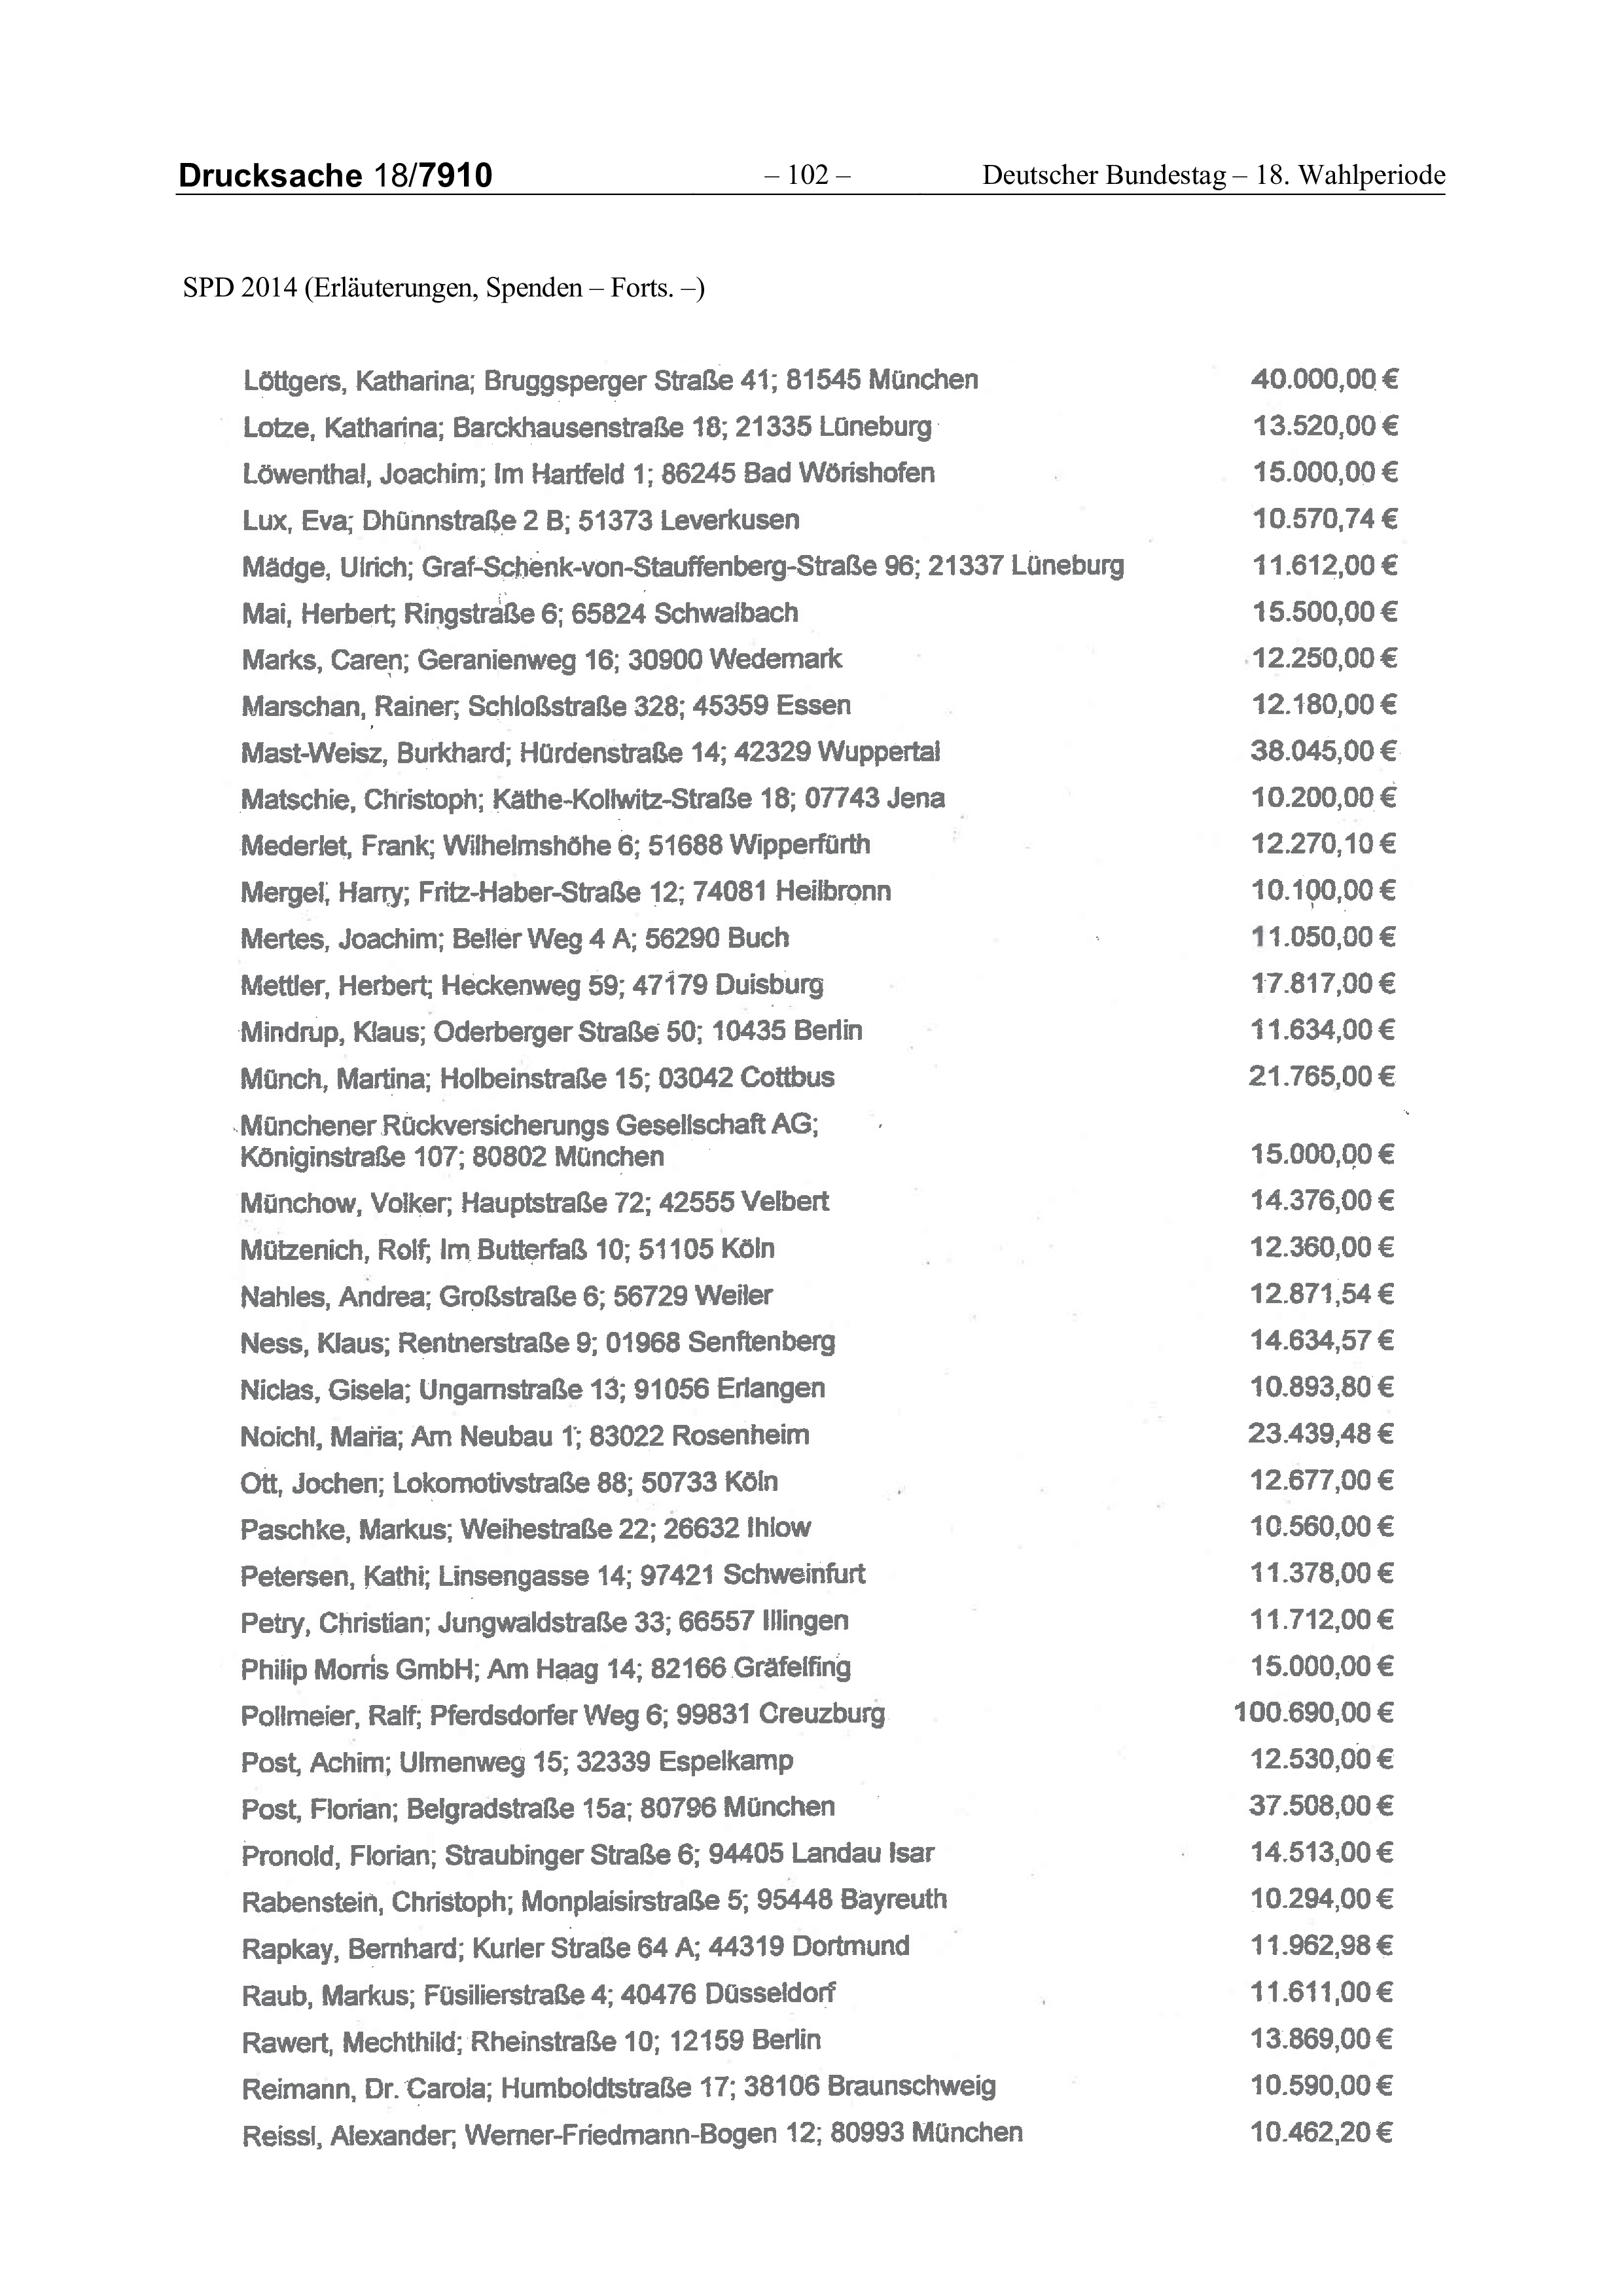 Drucksache 18/7910 – 102 – Deutscher Bundestag – 18. Wahlperiode
SPD 2014 (Erläuterungen, Spenden – Forts. –)
Löttgers, Katharina; Bruggsperger Straße 41; 81545 München 40.000,00 €
Lotze, Katharina; Barckhausenstraße 18; 21335 Lüneburg 13.520,00 €
Löwenthal, Joachim; Im Hartfeld 1; 86245 Bad Wörishofen 15.000,00 €
Lux, Eva; Dhünnstraße 2 B; 51373 Leverkusen 10.570,74 €
Mädge, Ulrich; Graf-Schenk-von-Stauffenberg-Straße 96; 21337 Lüneburg 11.612,00 €
Mai, Herbert; Ringstraße 6; 65824 Schwalbach 15.500,00 €
Marks, Caren; Geranienweg 16; 30900 Wedemark 12.250,00 €
Marschan, Rainer; Schloßstraße 328; 45359 Essen 12.180,00 €
Mast-Weisz, Burkhard; Hürdenstraße 14; 42329 Wuppertal 38.045,00 €
Matschie, Christoph; Käthe-Kollwitz-Straße 18; 07743 Jena 10.200,00 €
Mederlet, Frank; Wilhelmshöhe 6; 51688 Wipperfürth 12.270,10 €
Mergel, Harry; Fritz-Haber-Straße 12; 74081 Heilbronn 10.100,00 €
Mertes, Joachim; Beller Weg 4 A; 56290 Buch 11.050,00 €
Mettler, Herbert; Heckenweg 59; 47179 Duisburg 17.817,00 €
Mindrup, Klaus; Oderberger Straße 50; 10435 Berlin 11.634,00 €
Münch, Martina; Holbeinstraße 15; 03042 Cottbus 21.765,00 €
Münchener Rückversicherungs Gesellschaft AG;
Königinstraße 107; 80802 München 15.000,00 €
Münchow, Volker; Hauptstraße 72; 42555 Velbert 14.376,00 €
Mützenich, Rolf; Im Butterfaß 10; 51105 Köln 12.360,00 €
Nahles, Andrea; Großstraße 6; 56729 Weiler 12.871,54 €
Ness, Klaus; Rentnerstraße 9; 01968 Senftenberg 14.634,57 €
Niclas, Gisela; Ungarnstraße 13; 91056 Erlangen 10.893,80 €
Noichl, Maria; Am Neubau 1; 83022 Rosenheim 23.439,48 €
Ott, Jochen; Lokomotivstraße 88; 50733 Köln 12.677,00 €
Paschke, Markus; Weihestraße 22; 26632 Ihlow 10.560,00 €
Petersen, Kathi; Linsengasse 14; 97421 Schweinfurt 11.378,00 €
Petry, Christian; Jungwaldstraße 33; 66557 Illingen 11.712,00 €
Philip Morris GmbH; Am Haag 14; 82166 Gräfelfing 15.000,00 €
Pollmeier, Ralf; Pferdsdorfer Weg 6; 99831 Creuzburg 100.690,00 €
Post, Achim; Ulmenweg 15; 32339 Espelkamp 12.530,00 €
Post, Florian; Belgradstraße 15a; 80796 München 37.508,00 €
Pronold, Florian; Straubinger Straße 6; 94405 Landau Isar 14.513,00 €
Rabenstein, Christoph; Monplaisirstraße 5; 95448 Bayreuth 10.294,00 €
Rapkay, Bernhard; Kurler Straße 64 A; 44319 Dortmund 11.962,98 €
Raub, Markus; Füsilierstraße 4; 40476 Düsseldorf 11.611,00 €
Rawert, Mechthild; Rheinstraße 10; 12159 Berlin 13.869,00 €
Reimann, Dr. Carola; Humboldtstraße 17; 38106 Braunschweig 10.590,00 €
Reissl, Alexander; Werner-Friedmann-Bogen 12; 80993 München 10.462,20 €